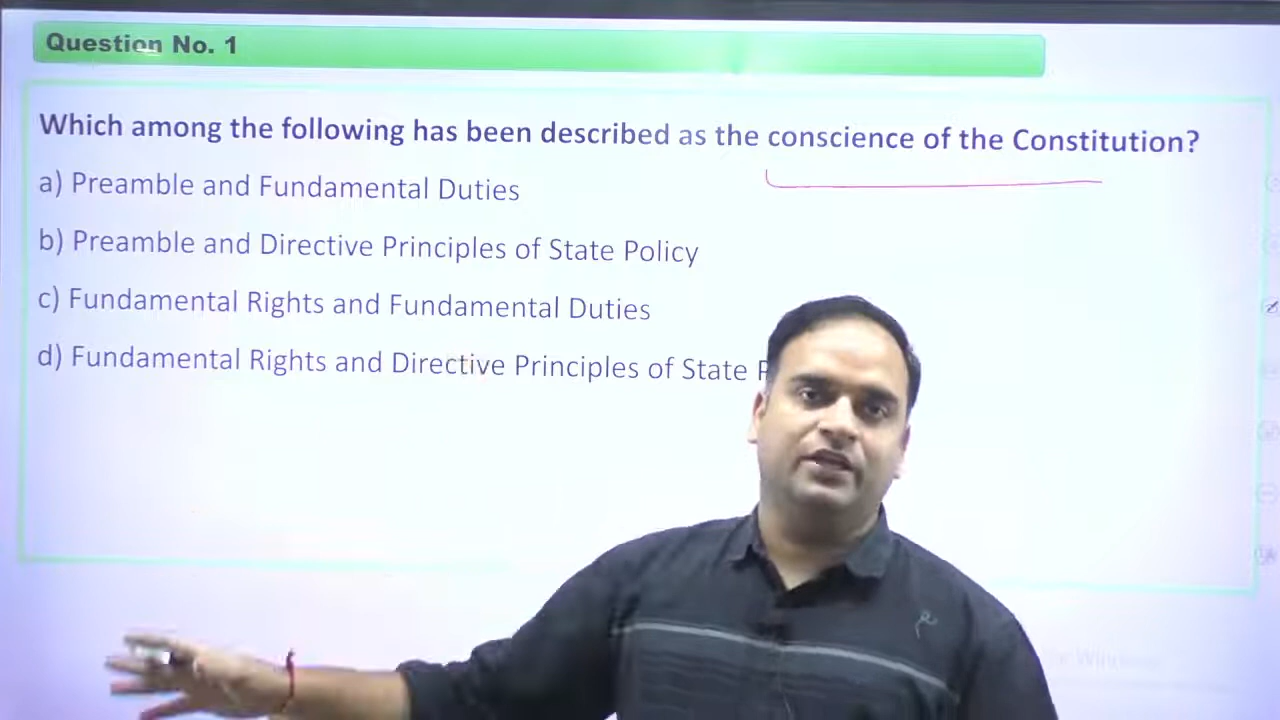 Question No. 1
Which among the following has been described as the conscience of the Constitution?
a) Preamble and Fundamental Duties
b) Preamble and Directive Principles of State Policy
c) Fundamental Rights and Fundamental Duties
d) Fundamental Rights and Directive Principles of State